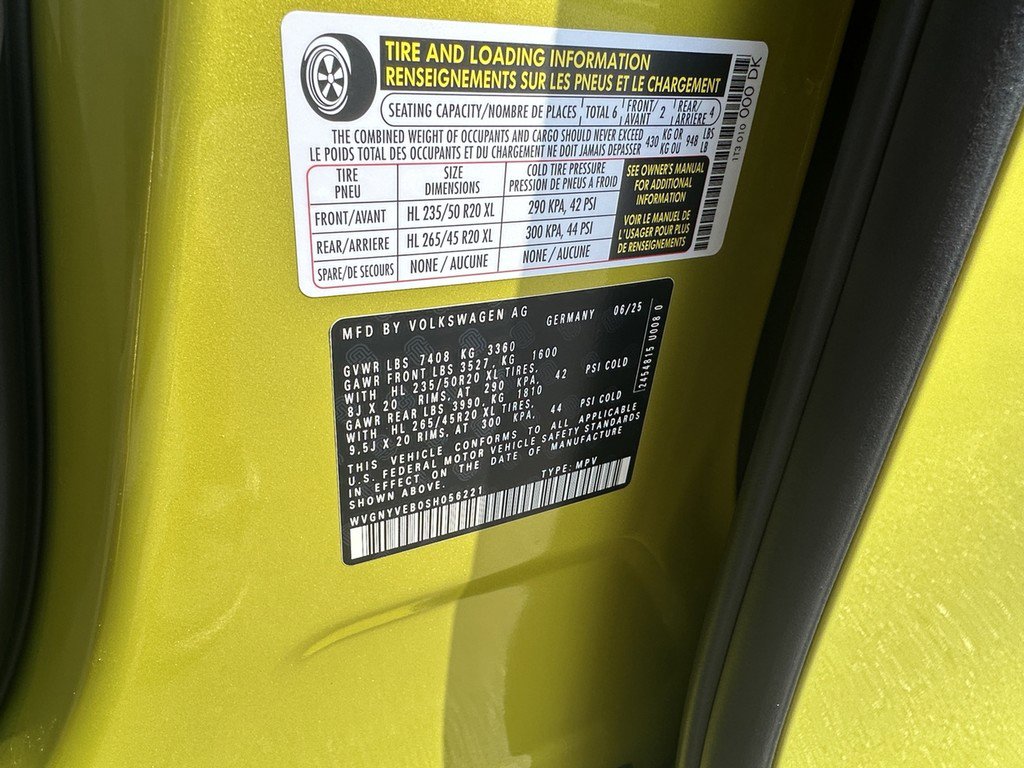 TIRE AND LOADING INFORMATION
RENSEIGNEMENTS SUR LES PNEUS ET LE CHARGEMENT
SEATING CAPACITY/NOMBRE DE PLACES TOTAL 6 FRONT/AVANT 2 REAR/ARRIÈRE 4
THE COMBINED WEIGHT OF OCCUPANTS AND CARGO SHOULD NEVER EXCEED 430 KG OR 948 LBS
LE POIDS TOTAL DES OCCUPANTS ET DU CHARGEMENT NE DOIT JAMAIS DEPASSER KG OU LB
TIRE PNEU SIZE DIMENSIONS COLD TIRE PRESSURE PRESSION DE PNEUS A FROID
FRONT/AVANT HL 235/50 R20 XL 290 KPA, 42 PSI
REAR/ARRIERE HL 265/45 R20 XL 300 KPA, 44 PSI
SPARE/DE SECOURS NONE / AUCUNE NONE / AUCUNE
SEE OWNER'S MANUAL
FOR ADDITIONAL
INFORMATION
VOIR LE MANUEL DE
L'USAGER POUR PLUS
DE RENSEIGNEMENTS
1T3 010 000 DK
MFD BY VOLKSWAGEN AG GERMANY 06/25
GVWR LBS 7408 KG 3360
GAWR FRONT LBS 3527, KG 1600
WITH HL 235/50R20 XL TIRES,
8J X 20 RIMS, AT 290 KPA, 42 PSI COLD
GAWR REAR LBS 3990, KG 1810
WITH HL 265/45R20 XL TIRES,
9.5J X 20 RIMS, AT 300 KPA, 44 PSI COLD
THIS VEHICLE CONFORMS TO ALL APPLICABLE
U.S. FEDERAL MOTOR VEHICLE SAFETY STANDARDS
IN EFFECT ON THE DATE OF MANUFACTURE
SHOWN ABOVE.
TYPE: MPV
WVGNYVEB0SH056221
2454815 U008 0